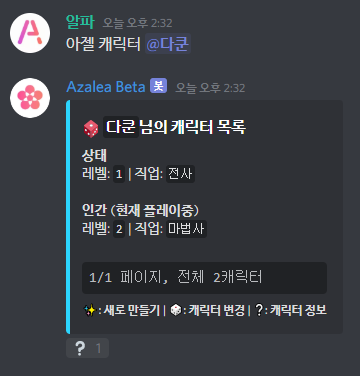 알파 오늘 오후 2:32
아젤 캐릭터 @다쿤
Azalea Beta 봇 오늘 오후 2:32
다쿤님의 캐릭터 목록
상태
레벨: 1 | 직업: 전사
인간 (현재 플레이중)
레벨: 2 | 직업: 마법사
1/1 페이지, 전체 2캐릭터
✨: 새로 만들기 | 🎲: 캐릭터 변경 | ❔: 캐릭터 정보
❔ 1